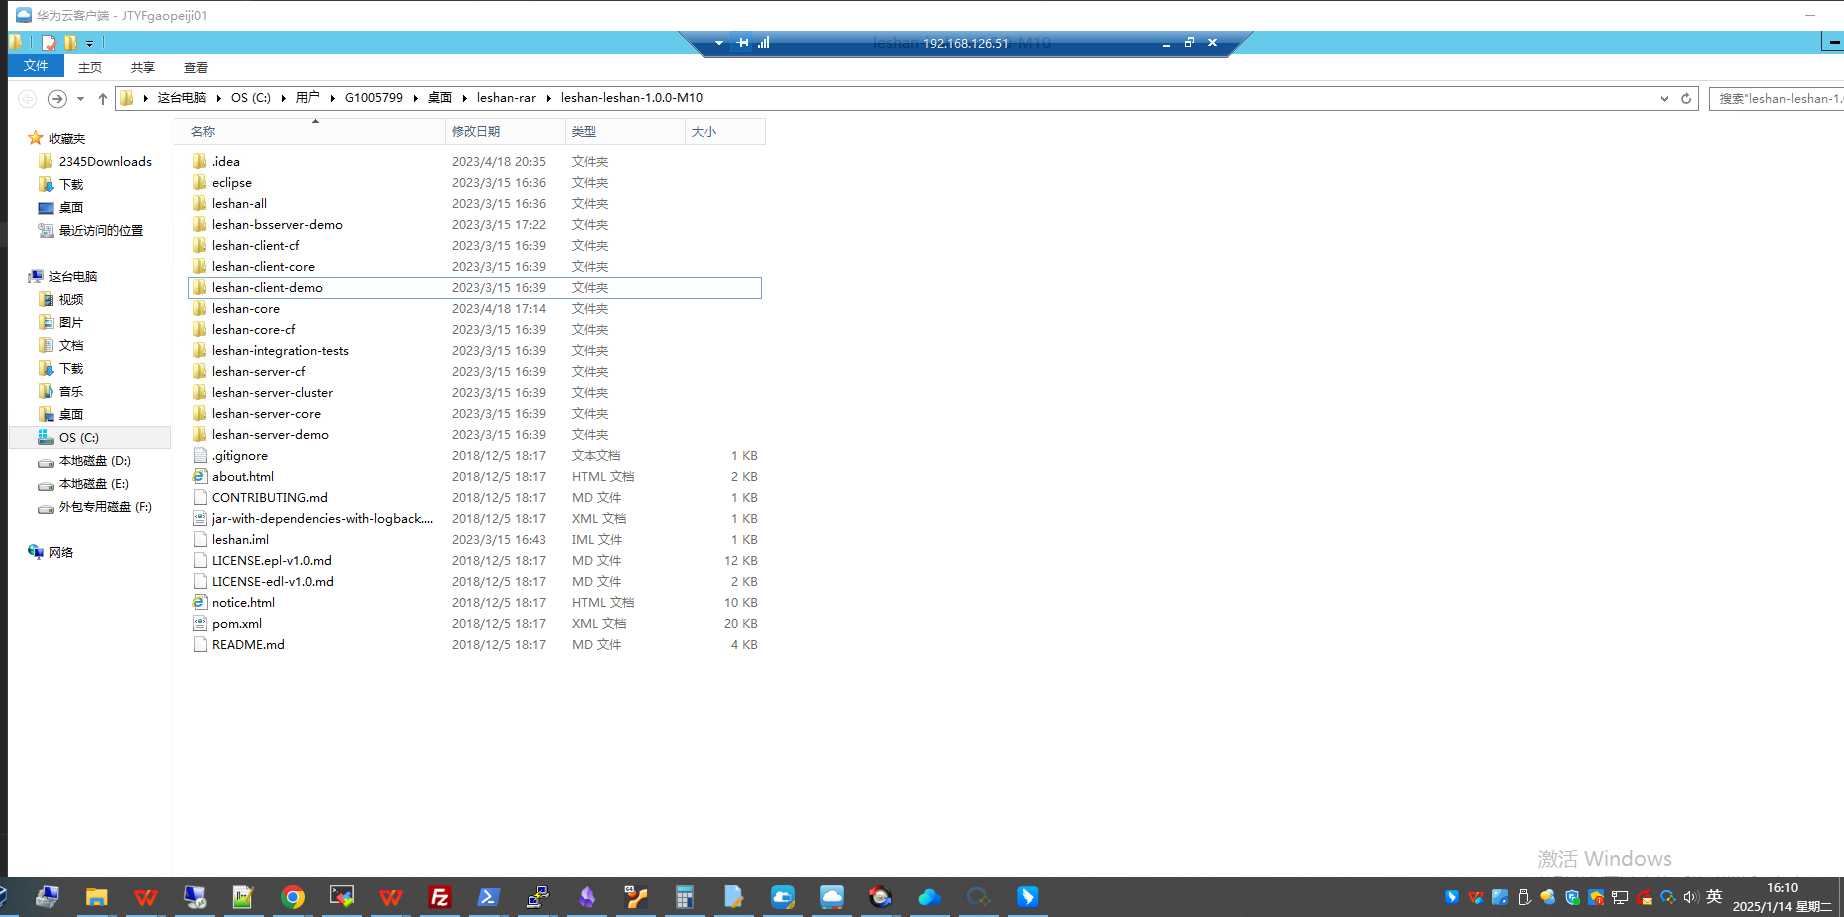 华为云客户端 - JTYFgaopeiji01
192.168.126.51
文件 主页 共享 查看
这台电脑 OS (C:) 用户 G1005799 桌面 leshan-rar leshan-leshan-1.0.0-M10
搜索"leshan-leshan-1.
收藏夹
2345Downloads
下载
桌面
最近访问的位置
这台电脑
视频
图片
文档
下载
音乐
桌面
OS (C:)
本地磁盘 (D:)
本地磁盘 (E:)
外包专用磁盘 (F:)
网络
名称 修改日期 类型 大小
.idea 2023/4/18 20:35 文件夹
eclipse 2023/3/15 16:36 文件夹
leshan-all 2023/3/15 16:36 文件夹
leshan-bsserver-demo 2023/3/15 17:22 文件夹
leshan-client-cf 2023/3/15 16:39 文件夹
leshan-client-core 2023/3/15 16:39 文件夹
leshan-client-demo 2023/3/15 16:39 文件夹
leshan-core 2023/4/18 17:14 文件夹
leshan-core-cf 2023/3/15 16:39 文件夹
leshan-integration-tests 2023/3/15 16:39 文件夹
leshan-server-cf 2023/3/15 16:39 文件夹
leshan-server-cluster 2023/3/15 16:39 文件夹
leshan-server-core 2023/3/15 16:39 文件夹
leshan-server-demo 2023/3/15 16:39 文件夹
.gitignore 2018/12/5 18:17 文本文档 1 KB
about.html 2018/12/5 18:17 HTML 文档 2 KB
CONTRIBUTING.md 2018/12/5 18:17 MD 文件 1 KB
jar-with-dependencies-with-logback.... 2018/12/5 18:17 XML 文档 1 KB
leshan.iml 2023/3/15 16:43 IML 文件 1 KB
LICENSE.epl-v1.0.md 2018/12/5 18:17 MD 文件 12 KB
LICENSE-edl-v1.0.md 2018/12/5 18:17 MD 文件 2 KB
notice.html 2018/12/5 18:17 HTML 文档 10 KB
pom.xml 2018/12/5 18:17 XML 文档 20 KB
README.md 2018/12/5 18:17 MD 文件 4 KB
激活 Windows
英
16:10
2025/1/14 星期二